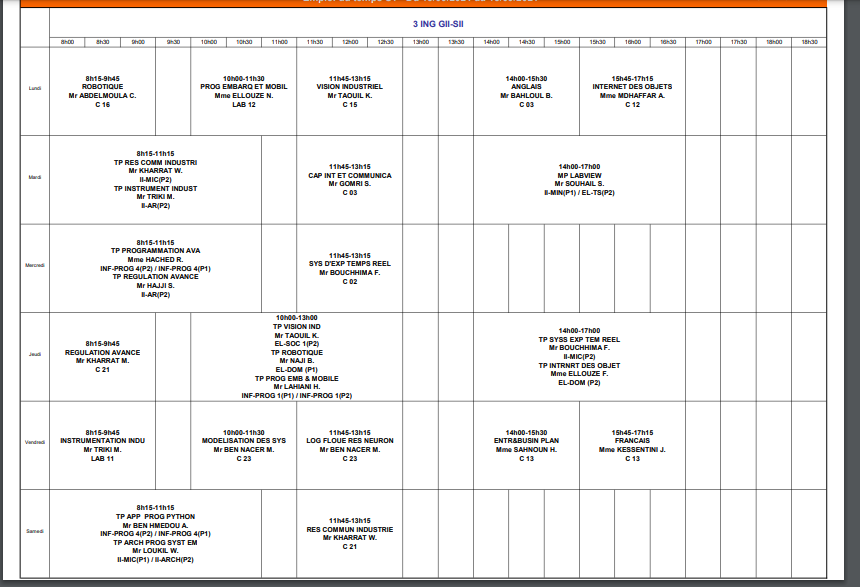 3 ING GII-SII
8h00 8h30 9h00 9h30 10h00 10h30 11h00 11h30 12h00 12h30 13h00 13h30 14h00 14h30 15h00 15h30 16h00 16h30 17h00 17h30 18h00 18h30
Lundi
8h15-9h45
ROBOTIQUE
Mr ABDELMOULA C.
C 16
10h00-11h30
PROG EMBARQ ET MOBIL
Mme ELLOUZE N.
LAB 12
11h45-13h15
VISION INDUSTRIEL
Mr TAOUIL K.
C 15
14h00-15h30
ANGLAIS
Mr BAHLOUL B.
C 03
15h45-17h15
INTERNET DES OBJETS
Mme MDHAFFAR A.
C 12
Mardi
8h15-11h15
TP RES COMM INDUSTRI
Mr KHARRAT W.
II-MIC(P2)
TP INSTRUMENT INDUST
Mr TRIKI M.
II-AR(P2)
11h45-13h15
CAP INT ET COMMUNICA
Mr GOMRI S.
C 03
14h00-17h00
MP LABVIEW
Mr SOUHAIL S.
II-MIN(P1) / EL-TS(P2)
Mercredi
8h15-11h15
TP PROGRAMMATION AVA
Mme HACHED R.
INF-PROG 4(P2) / INF-PROG 4(P1)
TP REGULATION AVANCE
Mr HAJJI S.
II-AR(P2)
11h45-13h15
SYS D'EXP TEMPS REEL
Mr BOUCHHIMA F.
C 02
Jeudi
8h15-9h45
REGULATION AVANCE
Mr KHARRAT M.
C 21
10h00-13h00
TP VISION IND
Mr TAOUIL K.
EL-SOC 1(P2)
TP ROBOTIQUE
Mr NAJI B.
EL-DOM (P1)
TP PROG EMB & MOBILE
Mr LAHIANI H.
INF-PROG 1(P1) / INF-PROG 1(P2)
14h00-17h00
TP SYSS EXP TEM REEL
Mr BOUCHHIMA F.
II-MIC(P2)
TP INTRNRT DES OBJET
Mme ELLOUZE F.
EL-DOM (P2)
Vendredi
8h15-9h45
INSTRUMENTATION INDU
Mr TRIKI M.
LAB 11
10h00-11h30
MODELISATION DES SYS
Mr BEN NACER M.
C 23
11h45-13h15
LOG FLOUE RES NEURON
Mr BEN NACER M.
C 23
14h00-15h30
ENTR&BUSIN PLAN
Mme SAHNOUN H.
C 13
15h45-17h15
FRANCAIS
Mme KESSENTINI J.
C 13
Samedi
8h15-11h15
TP APP PROG PYTHON
Mr BEN HMEDOU A.
INF-PROG 4(P2) / INF-PROG 4(P1)
TP ARCH PROG SYST EM
Mr LOUKIL W.
II-MIC(P1) / II-ARCH(P2)
11h45-13h15
RES COMMUN INDUSTRIE
Mr KHARRAT W.
C 21